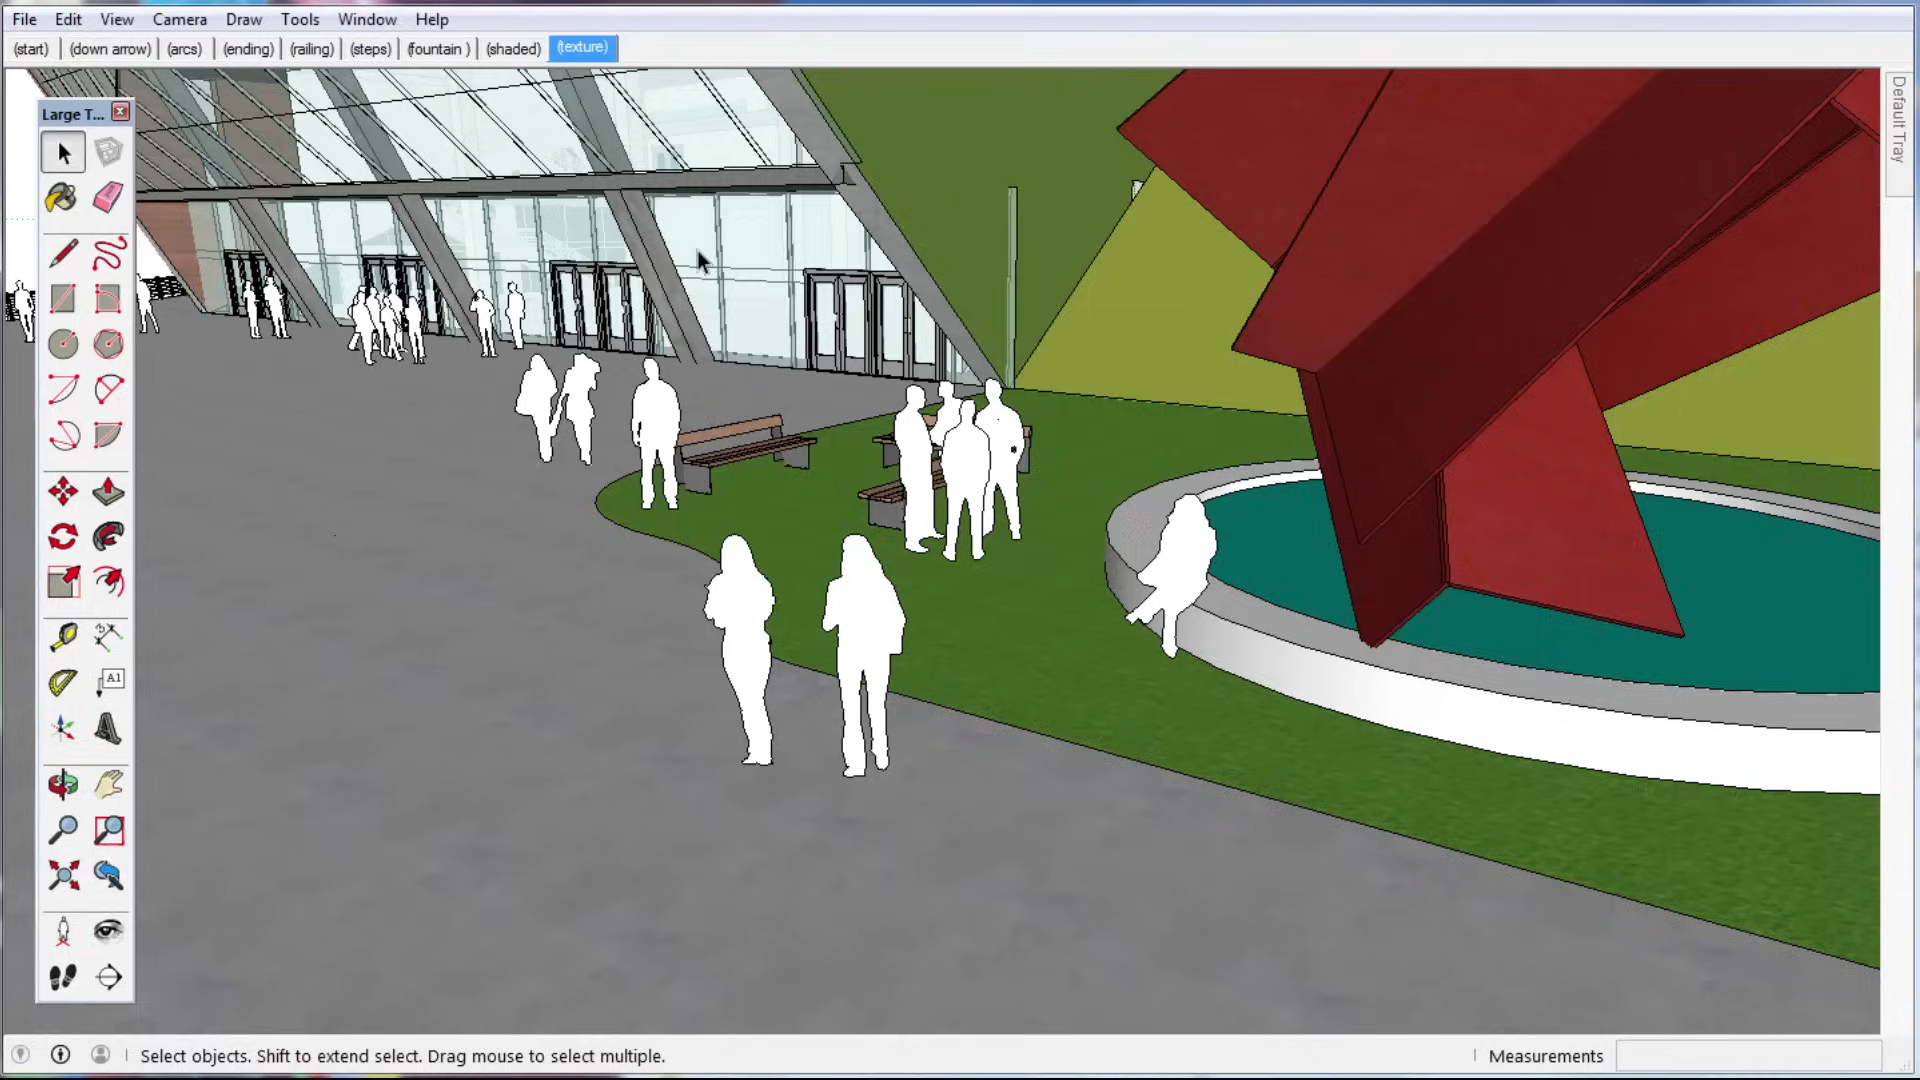 File Edit View Camera Draw Tools Window Help
(start) (down arrow) (arcs) (ending) (railing) (steps) (fountain ) (shaded) (texture)
Large T...
A1
Default Tray
Select objects. Shift to extend select. Drag mouse to select multiple.
Measurements